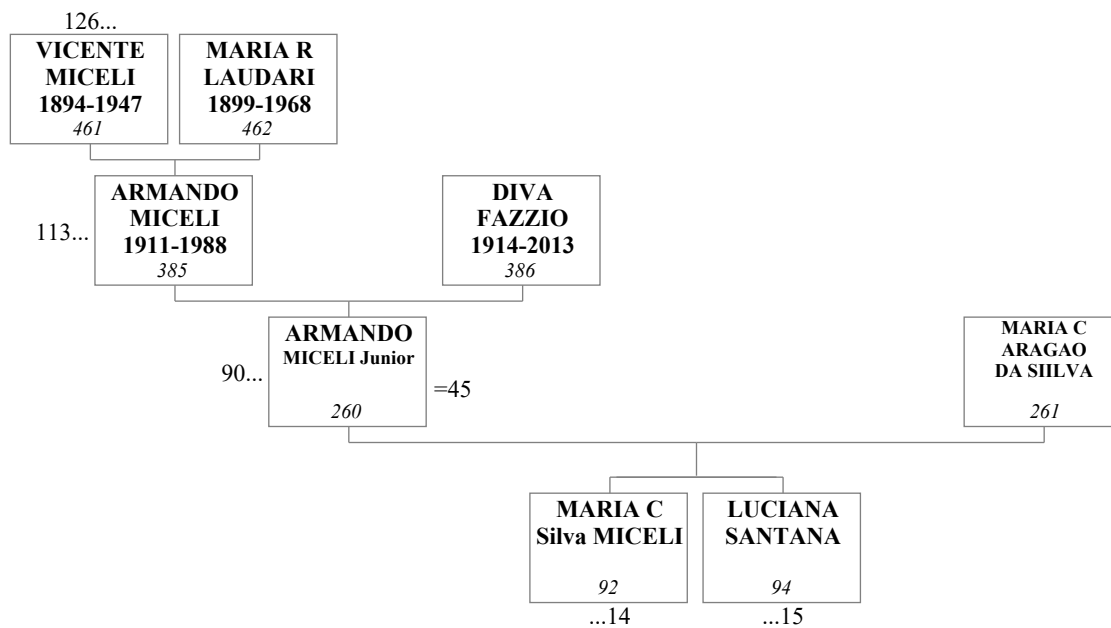 126...
VICENTE
MICELI
1894-1947
461
MARIA R
LAUDARI
1899-1968
462
113...
ARMANDO
MICELI
1911-1988
385
DIVA
FAZZIO
1914-2013
386
90...
ARMANDO
MICELI Junior
260
=45
MARIA C
ARAGAO
DA SIILVA
261
MARIA C
Silva MICELI
92
...14
LUCIANA
SANTANA
94
...15